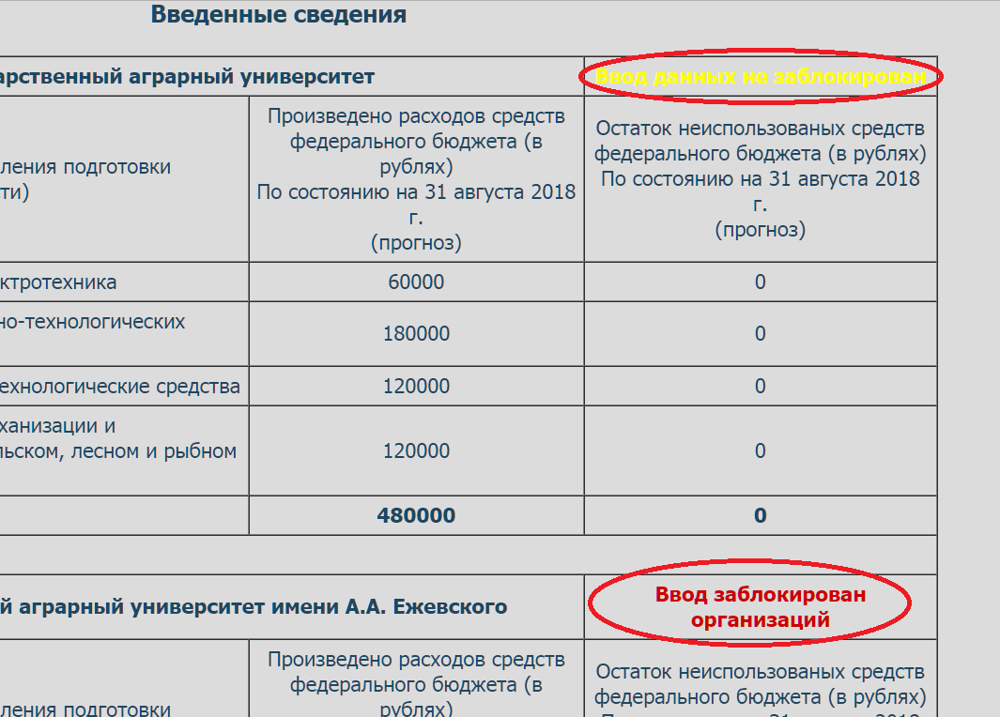 Введенные сведения
арственный аграрный университет
Ввод данных не заблокирован
ления подготовки
ти)
Произведено расходов средств
федерального бюджета (в
рублях)
По состоянию на 31 августа 2018
г.
(прогноз)
Остаток неиспользованых средств
федерального бюджета (в рублях)
По состоянию на 31 августа 2018
г.
(прогноз)
ктротехника
60000
0
но-технологических
180000
0
ехнологические средства
120000
0
ханизации и
льском, лесном и рыбном
120000
0
480000
0
й аграрный университет имени А.А. Ежевского
Ввод заблокирован
организаций
ления подготовки
Произведено расходов средств
федерального бюджета (в
рублях)
Остаток неиспользованых средств
федерального бюджета (в рублях)